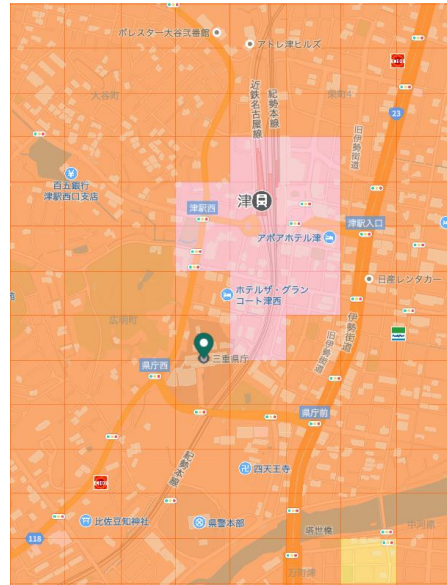 ポレスター大谷弐番館
アトレ津ヒルズ
大谷町
栄町4
近鉄名古屋線
紀勢本線
23
旧伊勢街道
百五銀行
津駅西口支店
津駅西
津
津駅入口
アポアホテル津
日産レンタカー
ホテルザ・グラン
コート津西
広明町
伊勢街道
旧伊勢街道
三重県庁
県庁西
県庁前
紀勢本線
四天王寺
比佐豆知神社
県警本部
塔世橋
118